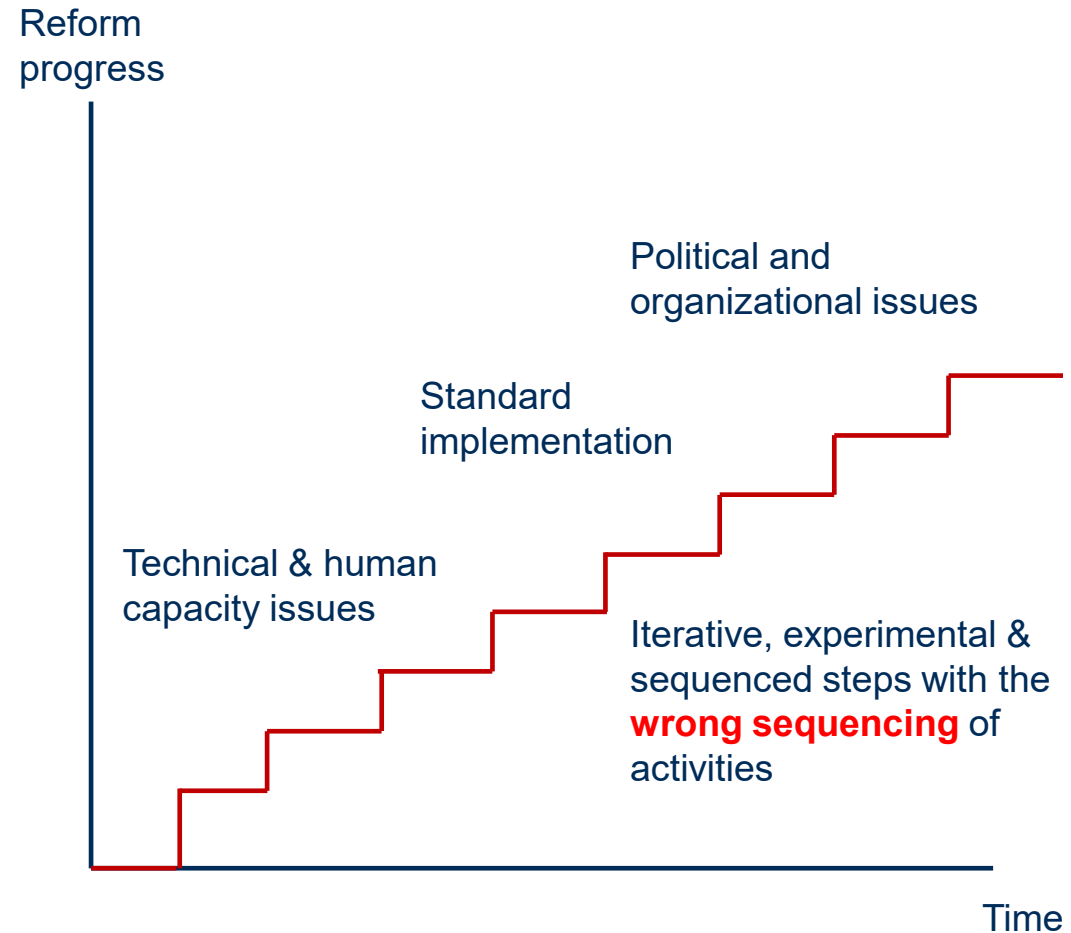 Reform
progress
Political and
organizational issues
Standard
implementation
Technical & human
capacity issues
Iterative, experimental &
sequenced steps with the
wrong sequencing of
activities
Time